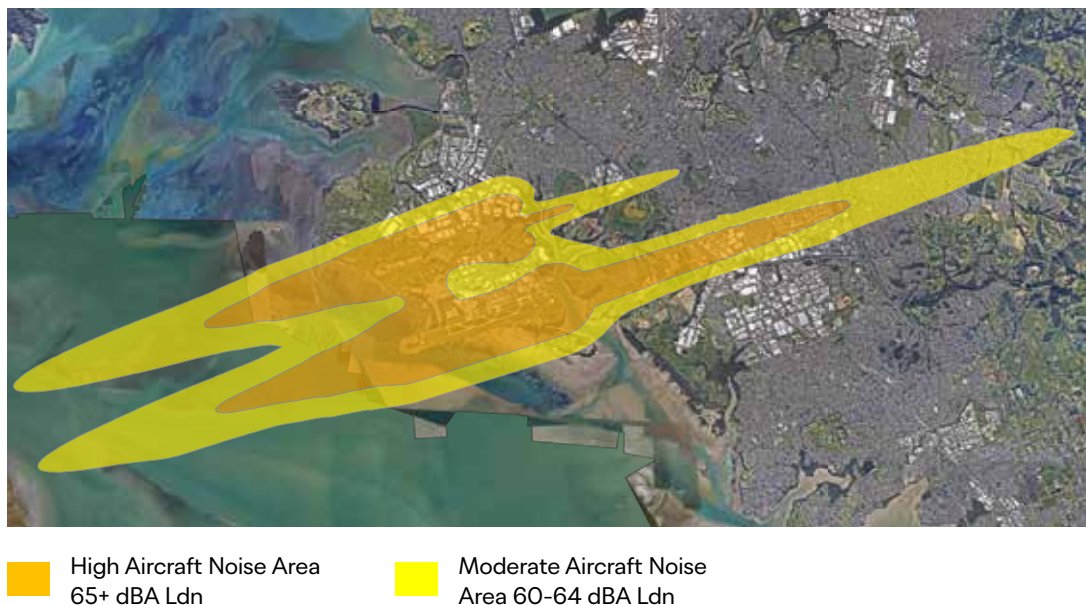 High Aircraft Noise Area
65+ dBA Ldn
Moderate Aircraft Noise
Area 60-64 dBA Ldn